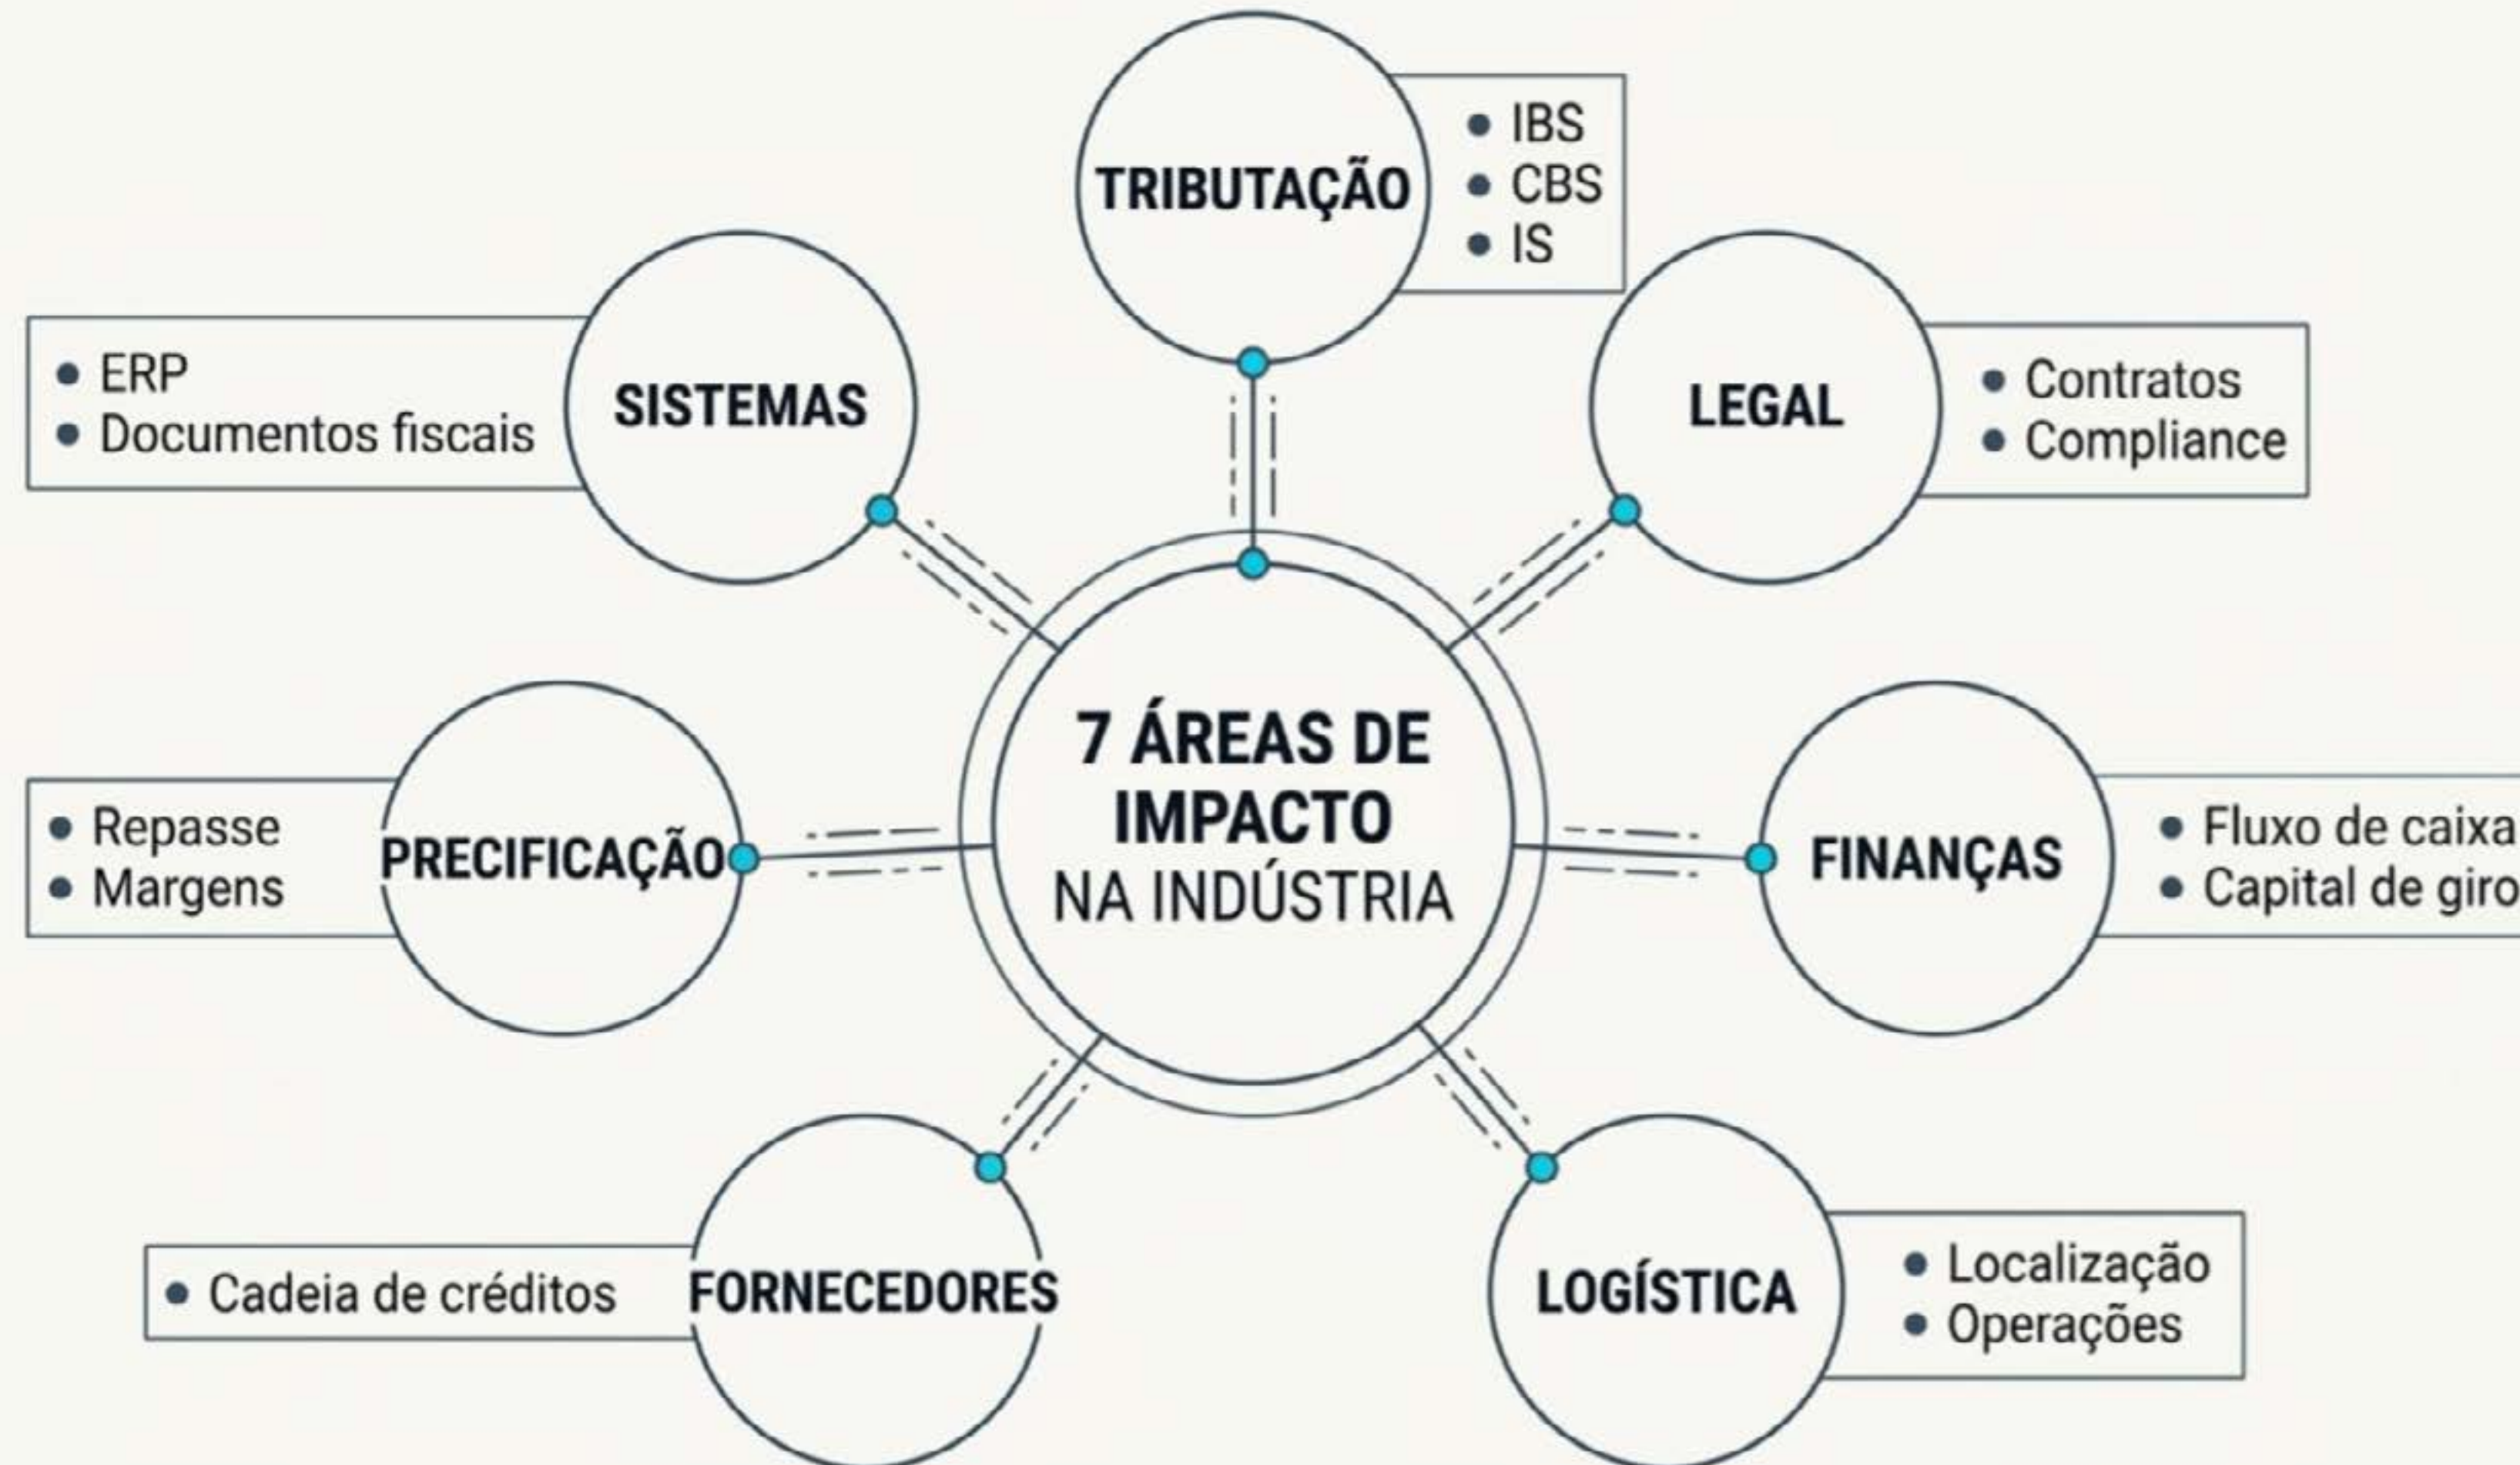 TRIBUTAÇÃO
IBS
CBS
IS
SISTEMAS
ERP
Documentos fiscais
LEGAL
Contratos
Compliance
7 ÁREAS DE
IMPACTO
NA INDÚSTRIA
PRECIFICAÇÃO
Repasse
Margens
FINANÇAS
Fluxo de caixa
Capital de giro
FORNECEDORES
Cadeia de créditos
LOGÍSTICA
Localização
Operações